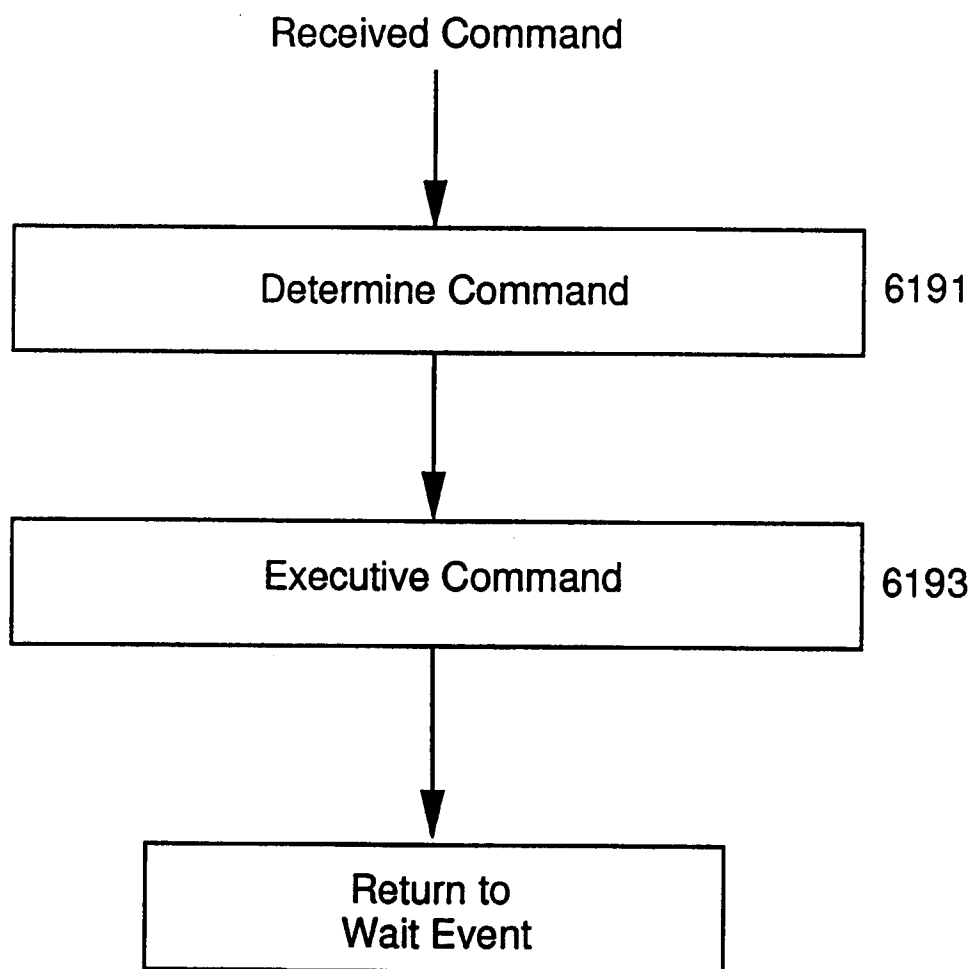 Received Command
Determine Command
6191
Executive Command
6193
Return to
Wait Event